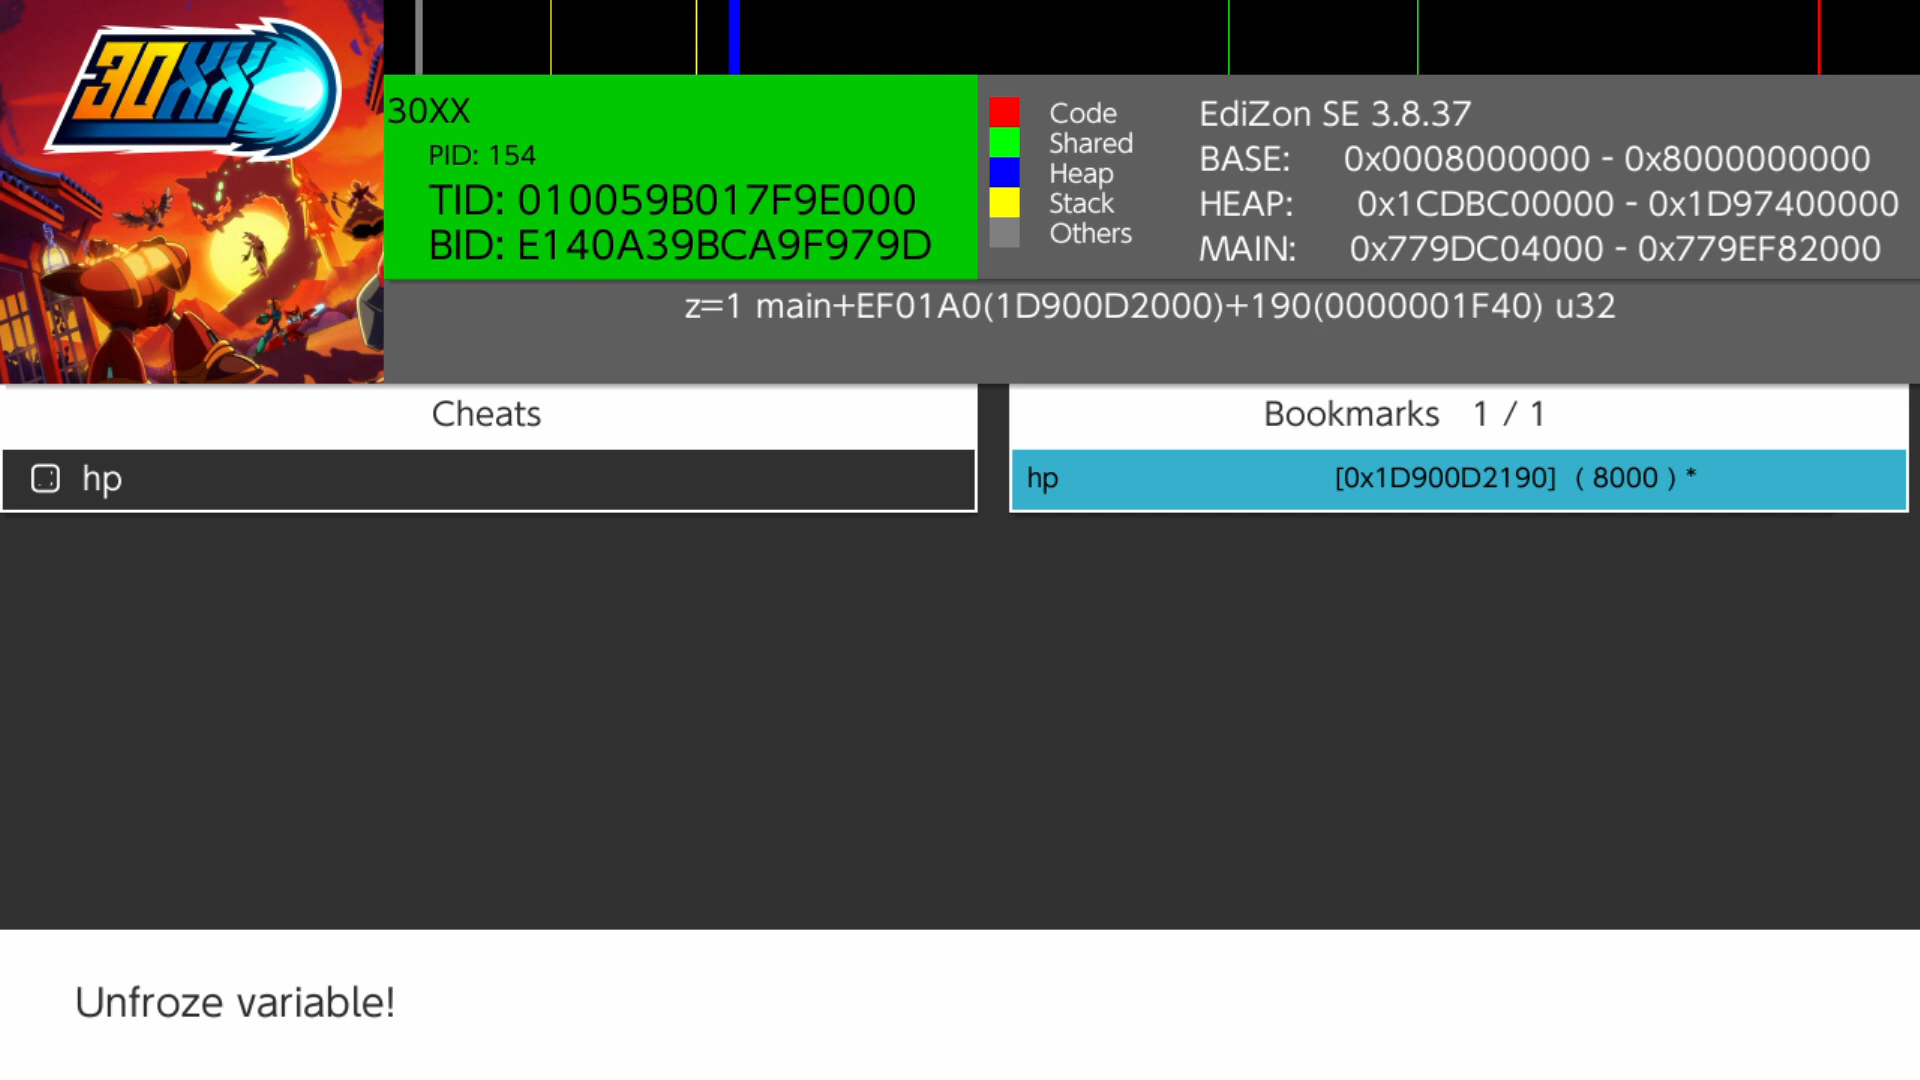 30XX
30XX
PID: 154
TID: 010059B017F9E000
BID: E140A39BCA9F979D
Code
Shared
Heap
Stack
Others
EdiZon SE 3.8.37
BASE: 0x0008000000 - 0x8000000000
HEAP: 0x1CDBC00000 - 0x1D97400000
MAIN: 0x779DC04000 - 0x779EF82000
z=1 main+EF01A0(1D900D2000)+190(0000001F40) u32
Cheats
hp
Bookmarks 1 / 1
hp [0x1D900D2190] ( 8000 ) *
Unfroze variable!